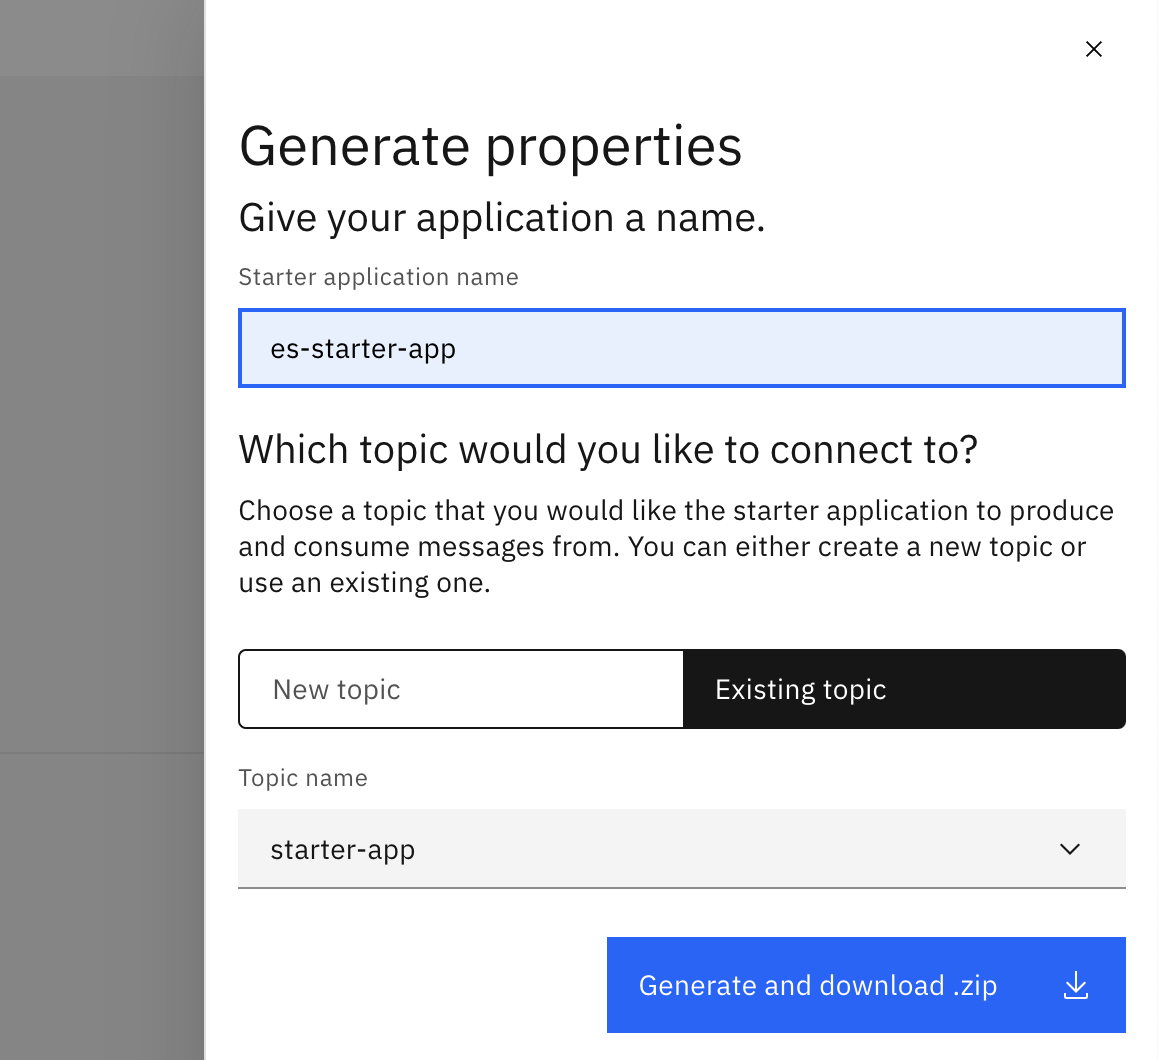 Generate properties
Give your application a name.
Starter application name
es-starter-app
Which topic would you like to connect to?
Choose a topic that you would like the starter application to produce
and consume messages from. You can either create a new topic or
use an existing one.
New topic
Existing topic
Topic name
starter-app
Generate and download .zip